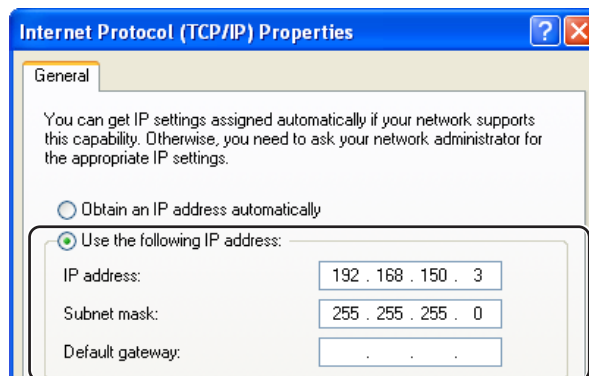 Internet Protocol (TCP/IP) Properties
General
You can get IP settings assigned automatically if your network supports
this capability. Otherwise, you need to ask your network administrator for
the appropriate IP settings.
Obtain an IP address automatically
Use the following IP address:
IP address: 192 . 168 . 150 . 3
Subnet mask: 255 . 255 . 255 . 0
Default gateway: . . .